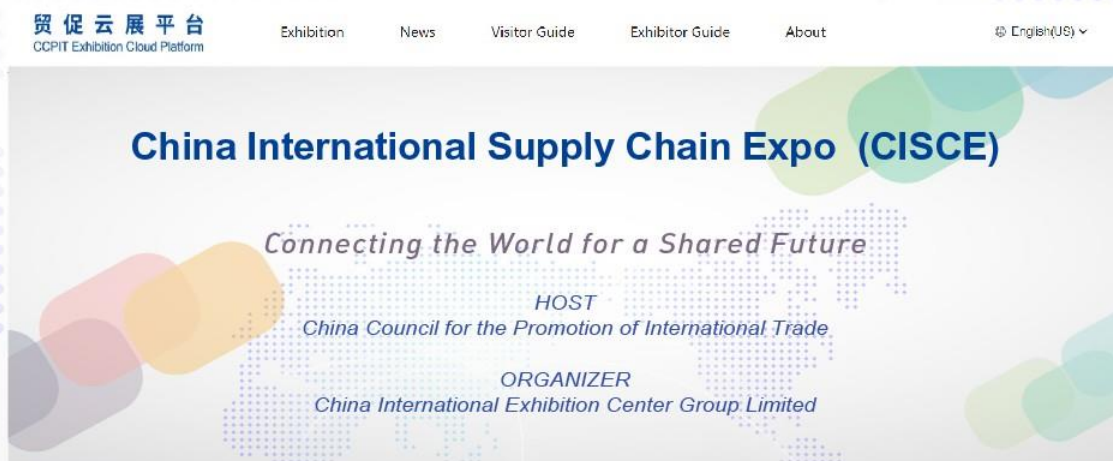 贸促云展平台
CCPIT Exhibition Cloud Platform
Exhibition News Visitor Guide Exhibitor Guide About English(US)
China International Supply Chain Expo (CISCE)
Connecting the World for a Shared Future
HOST
China Council for the Promotion of International Trade
ORGANIZER
China International Exhibition Center Group Limited